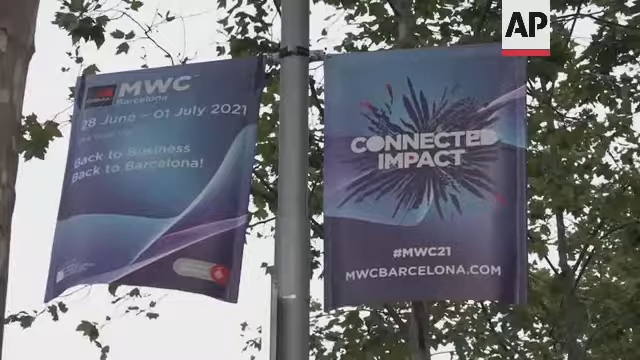 AP
MWC
Barcelona
28 June – 01 July 2021
Back to Business
Back to Barcelona!
CONNECTED
IMPACT
#MWC21
MWCBARCELONA.COM